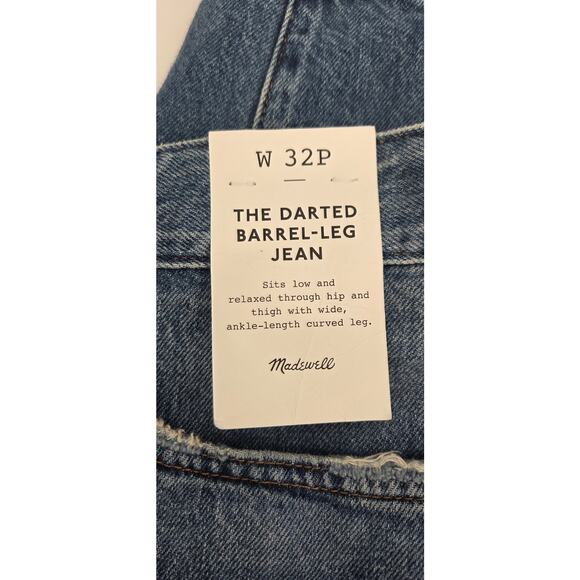 W 32P
THE DARTED
BARREL-LEG
JEAN
Sits low and
relaxed through hip and
thigh with wide,
ankle-length curved leg.
Madewell